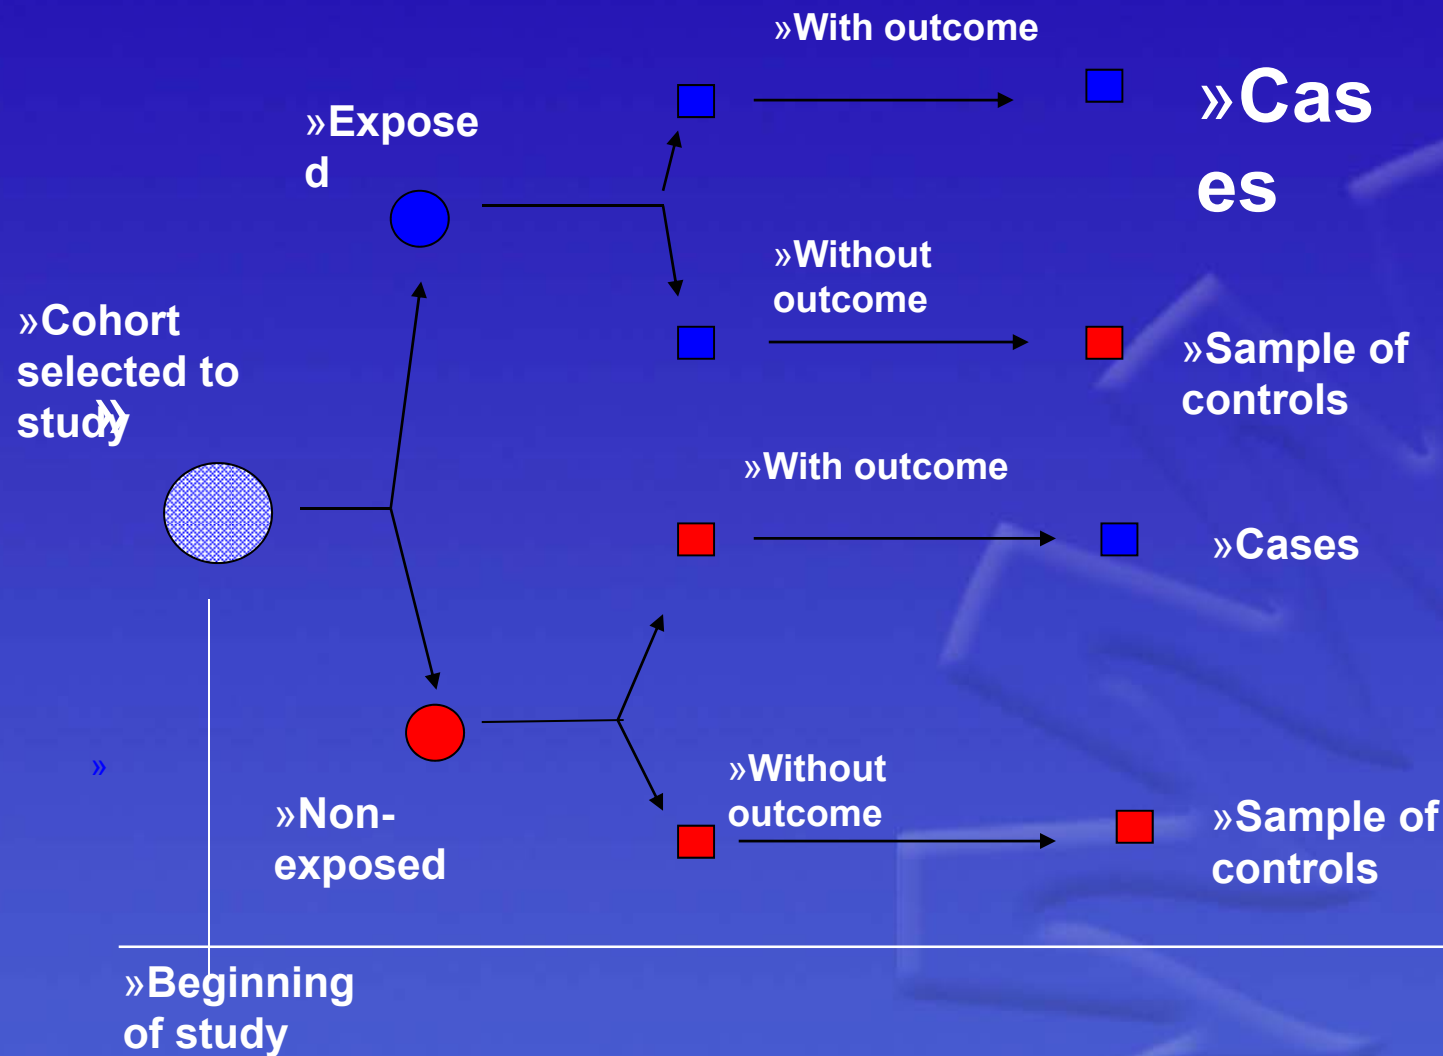 »With outcome
»Cas
es
»Expose
d
»Without
outcome
»Cohort
selected to
study
»
»Sample of
controls
»With outcome
»Cases
»
»Non-
exposed
»Without
outcome
»Sample of
controls
»Beginning
of study